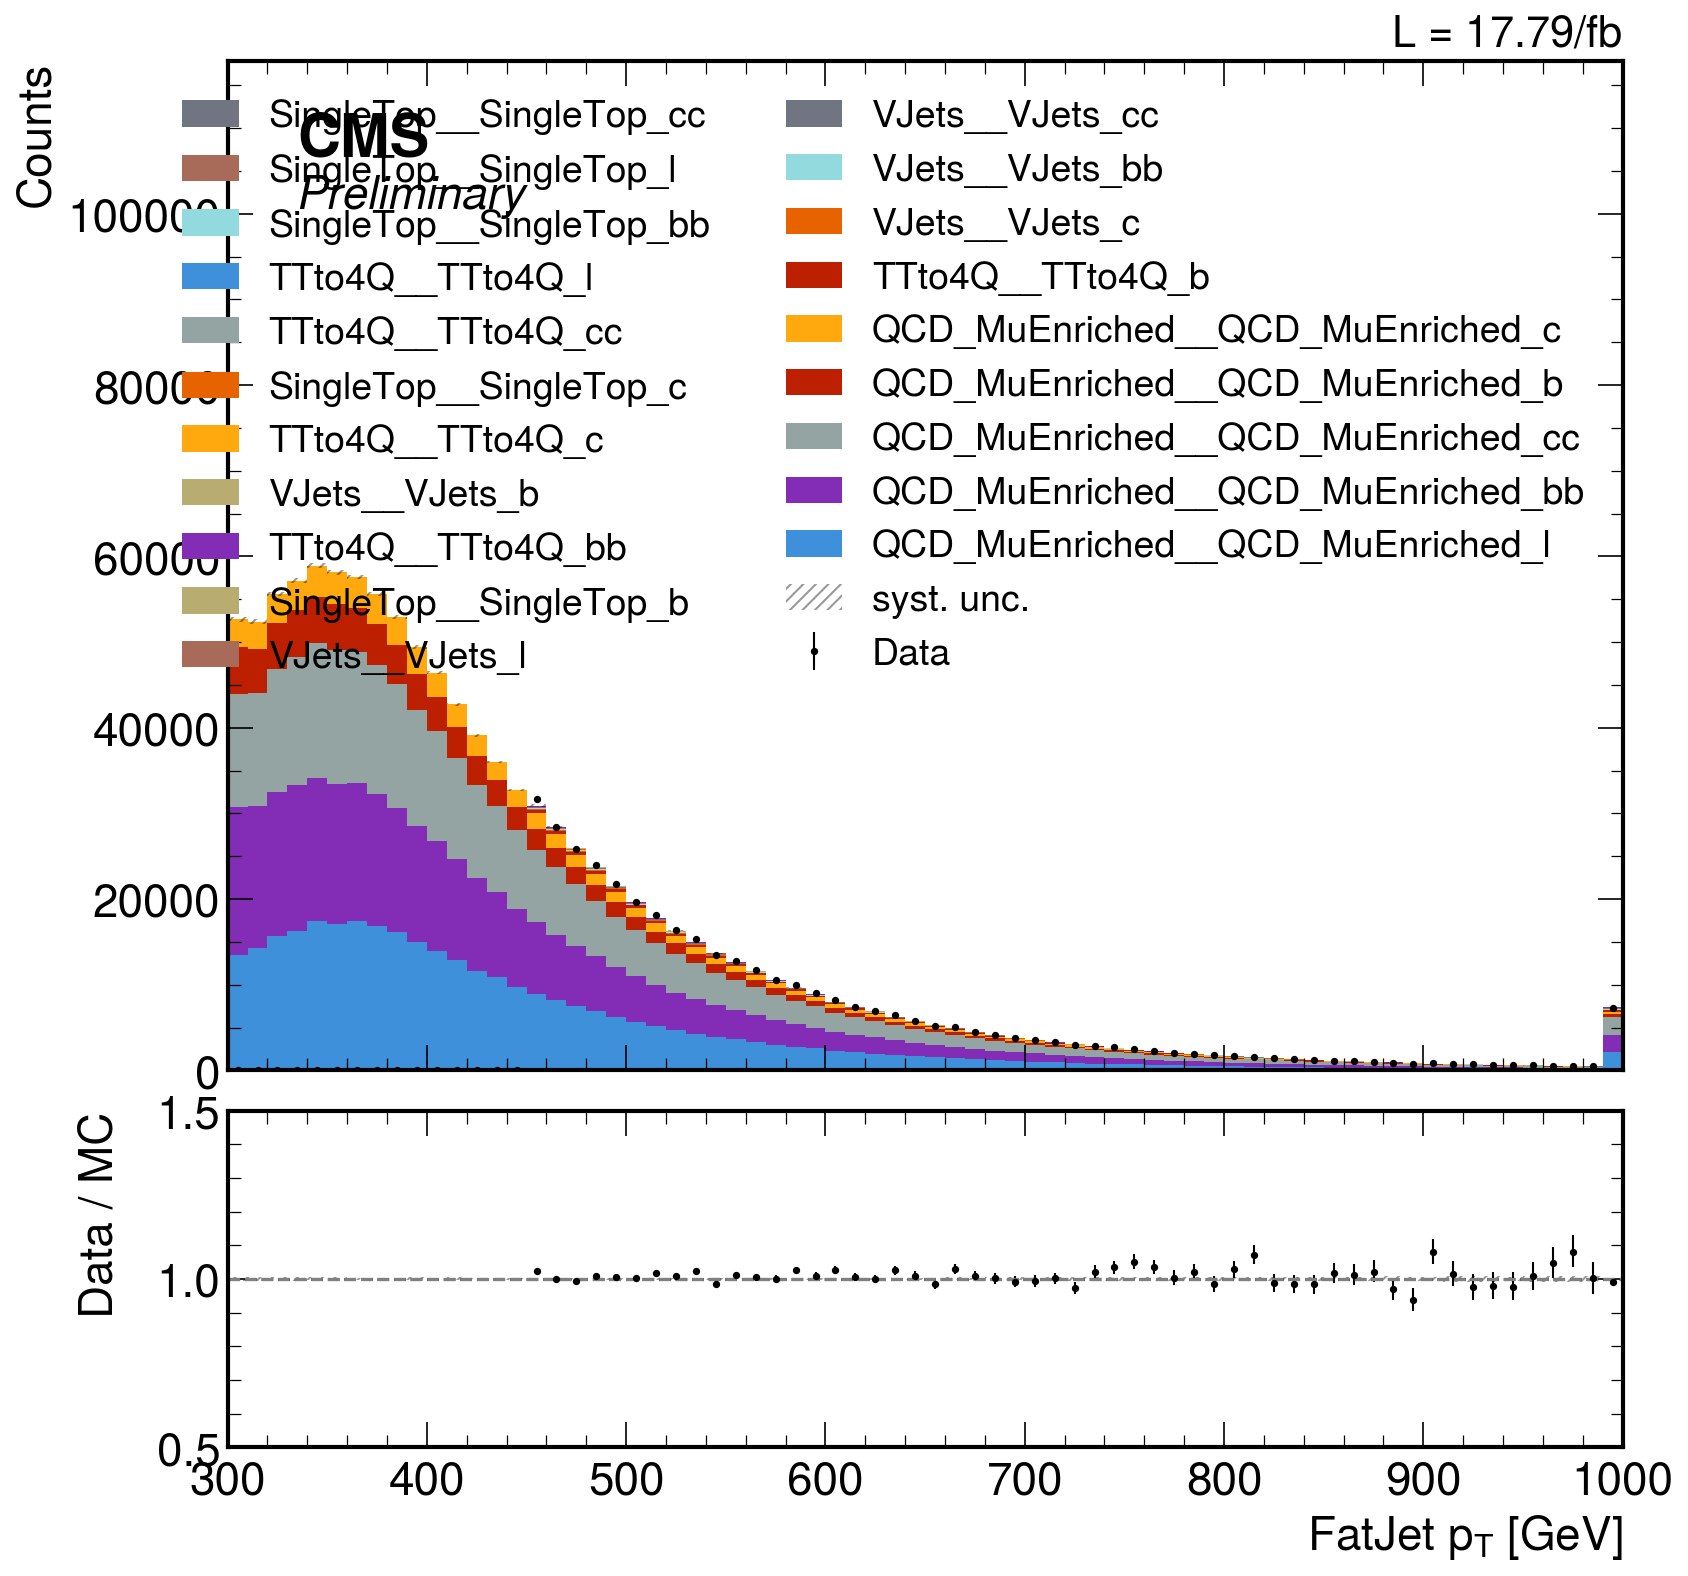 L = 17.79/fb
Counts
CMS
Preliminary
SingleTop__SingleTop_cc
SingleTop__SingleTop_l
SingleTop__SingleTop_bb
TTto4Q__TTto4Q_l
TTto4Q__TTto4Q_cc
SingleTop__SingleTop_c
TTto4Q__TTto4Q_c
VJets__VJets_b
TTto4Q__TTto4Q_bb
SingleTop__SingleTop_b
VJets__VJets_l
VJets__VJets_cc
VJets__VJets_bb
VJets__VJets_c
TTto4Q__TTto4Q_b
QCD_MuEnriched__QCD_MuEnriched_c
QCD_MuEnriched__QCD_MuEnriched_b
QCD_MuEnriched__QCD_MuEnriched_cc
QCD_MuEnriched__QCD_MuEnriched_bb
QCD_MuEnriched__QCD_MuEnriched_l
syst. unc.
Data
100000
80000
60000
40000
20000
0
Data / MC
1.5
1.0
0.5
300 400 500 600 700 800 900 1000
FatJet p_T [GeV]